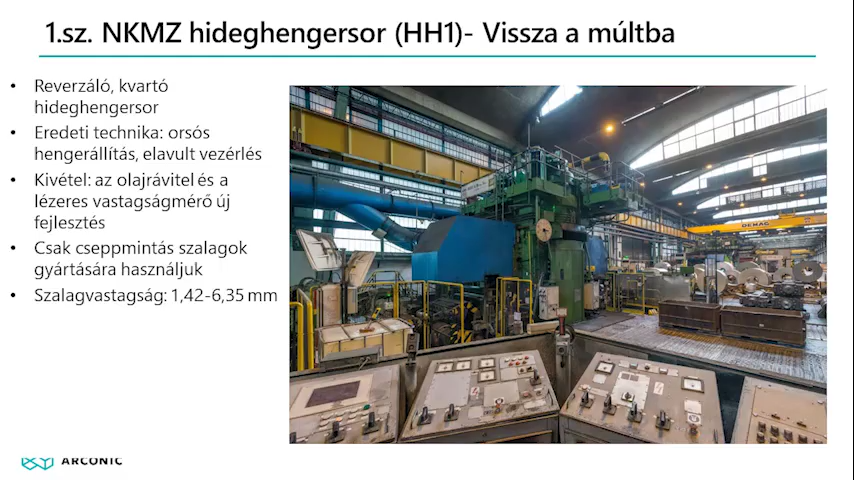 1.sz. NKMZ hideghengersor (HH1)- Vissza a múltba
• Reverzáló, kvartó
hideghengersor
• Eredeti technika: orsós
hengerállítás, elavult vezérlés
• Kivétel: az olajrávitel és a
lézeres vastagságmérő új
fejlesztés
• Csak cseppmintás szalagok
gyártására használjuk
• Szalagvastagság: 1,42-6,35 mm
DEMAG
ARCONIC